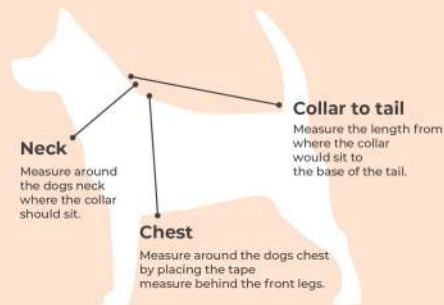 Collar to tail
Measure the length from
where the collar
would sit to
the base of the tail.
Neck
Measure around
the dogs neck
where the collar
should sit.
Chest
Measure around the dogs chest
by placing the tape
measure behind the front legs.